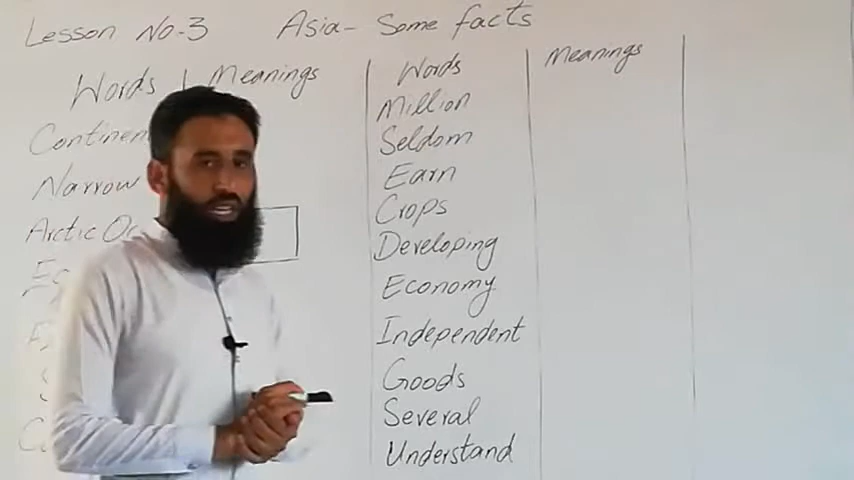 Lesson No-3 Asia- Some facts
Words Meanings
Narrow
Arctic
Words Meanings
Million
Seldom
Earn
Crops
Developing
Economy
Independent
Goods
Several
Understand